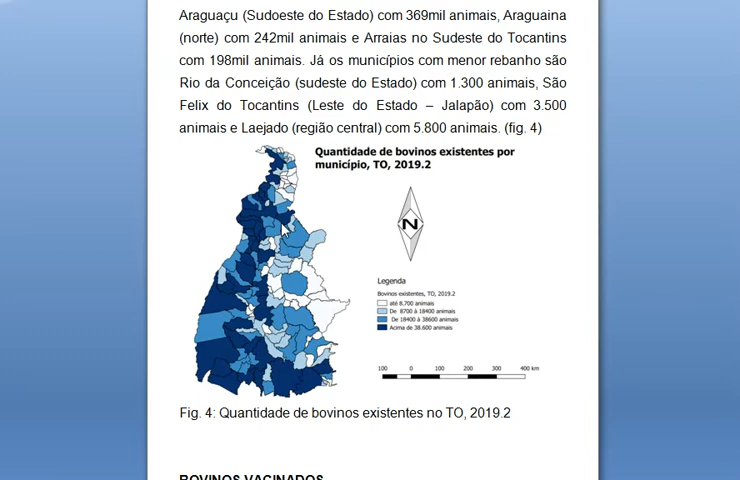 Araguaçu (Sudoeste do Estado) com 369mil animais, Araguaina
(norte) com 242mil animais e Arraias no Sudeste do Tocantins
com 198mil animais. Já os municípios com menor rebanho são
Rio da Conceição (sudeste do Estado) com 1.300 animais, São
Felix do Tocantins (Leste do Estado – Jalapão) com 3.500
animais e Laejado (região central) com 5.800 animais. (fig. 4)
Quantidade de bovinos existentes por
município, TO, 2019.2
N
Legenda
Bovinos existentes, TO, 2019.2
até 8.700 animais
De 8700 à 18400 animais
De 18400 à 38600 animais
Acima de 38.600 animais
100 0 100 200 300 400 km
Fig. 4: Quantidade de bovinos existentes no TO, 2019.2
BOVINOS VACINADOS